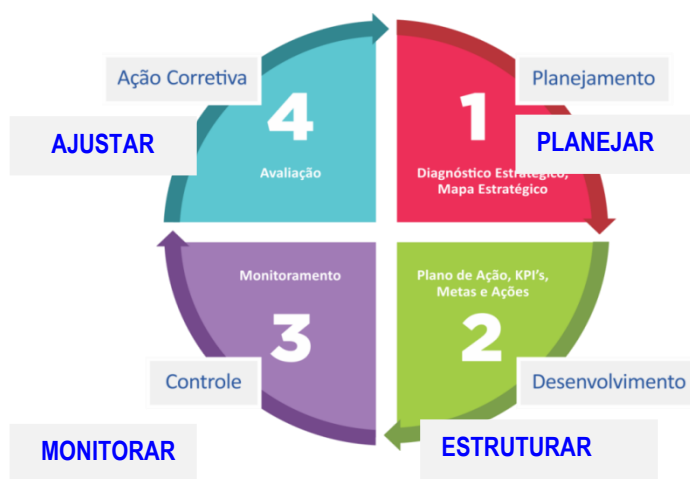 Ação Corretiva
4
AJUSTAR
Avaliação
Planejamento
1
PLANEJAR
Diagnóstico Estratégico,
Mapa Estratégico
Monitoramento
3
Controle
MONITORAR
Plano de Ação, KPI's,
Metas e Ações
2
Desenvolvimento
ESTRUTURAR